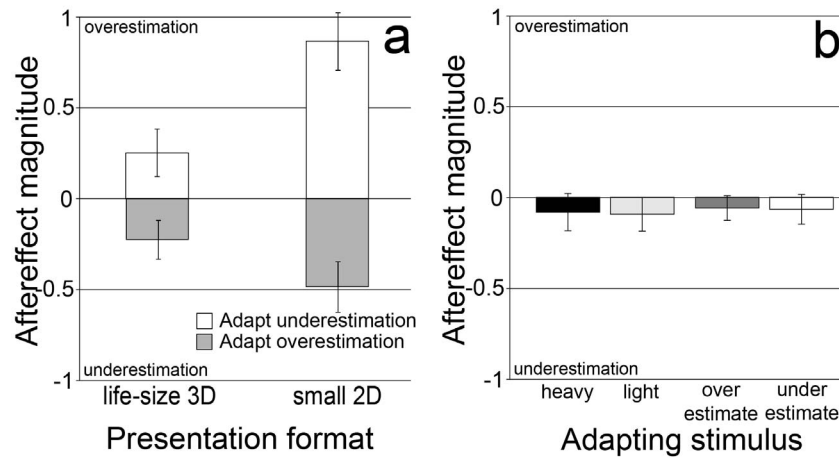 1
overestimation
a
0.5
0
-0.5
Adapt underestimation
Adapt overestimation
underestimation
-1
life-size 3D
small 2D
Presentation format
Aftereffect magnitude
1
overestimation
b
0.5
0
-0.5
underestimation
-1
heavy
light
over
estimate
under
estimate
Adapting stimulus
Aftereffect magnitude